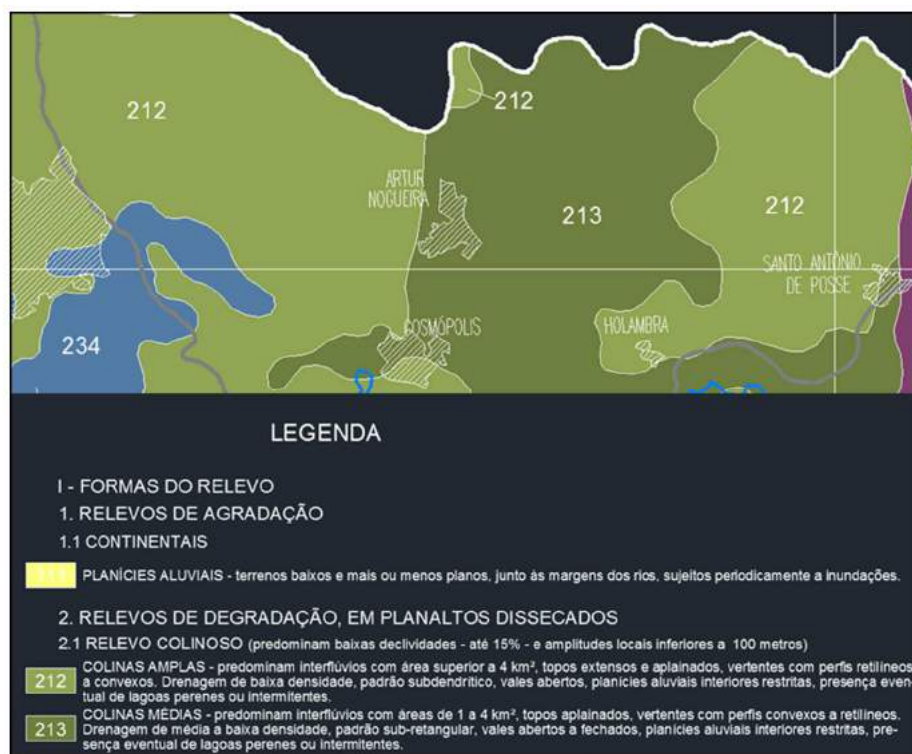 212
212
ARTUR
NOGUEIRA
213
212
SANTO ANTÔNIO
DE POSSE
COSMÓPOLIS
HOLAMBRA
234
LEGENDA
I - FORMAS DO RELEVO
1. RELEVOS DE AGRADAÇÃO
1.1 CONTINENTAIS
PLANÍCIES ALUVIAIS - terrenos baixos e mais ou menos planos, junto às margens dos rios, sujeitos periodicamente a inundações.
2. RELEVOS DE DEGRADAÇÃO, EM PLANALTOS DISSECADOS
2.1 RELEVO COLINOSO (predominam baixas declividades - até 15% - e amplitudes locais inferiores a 100 metros)
212
COLINAS AMPLAS - predominam interflúvios com área superior a 4 km², topos extensos e aplainados, vertentes com perfis retilíneos
a convexos. Drenagem de baixa densidade, padrão subdendrítico, vales abertos, planícies aluviais interiores restritas, presença even-
tual de lagoas perenes ou intermitentes.
213
COLINAS MÉDIAS - predominam interflúvios com áreas de 1 a 4 km², topos aplainados, vertentes com perfis convexos a retilíneos.
Drenagem de média a baixa densidade, padrão sub-retangular, vales abertos a fechados, planícies aluviais interiores restritas, pre-
sença eventual de lagoas perenes ou intermitentes.